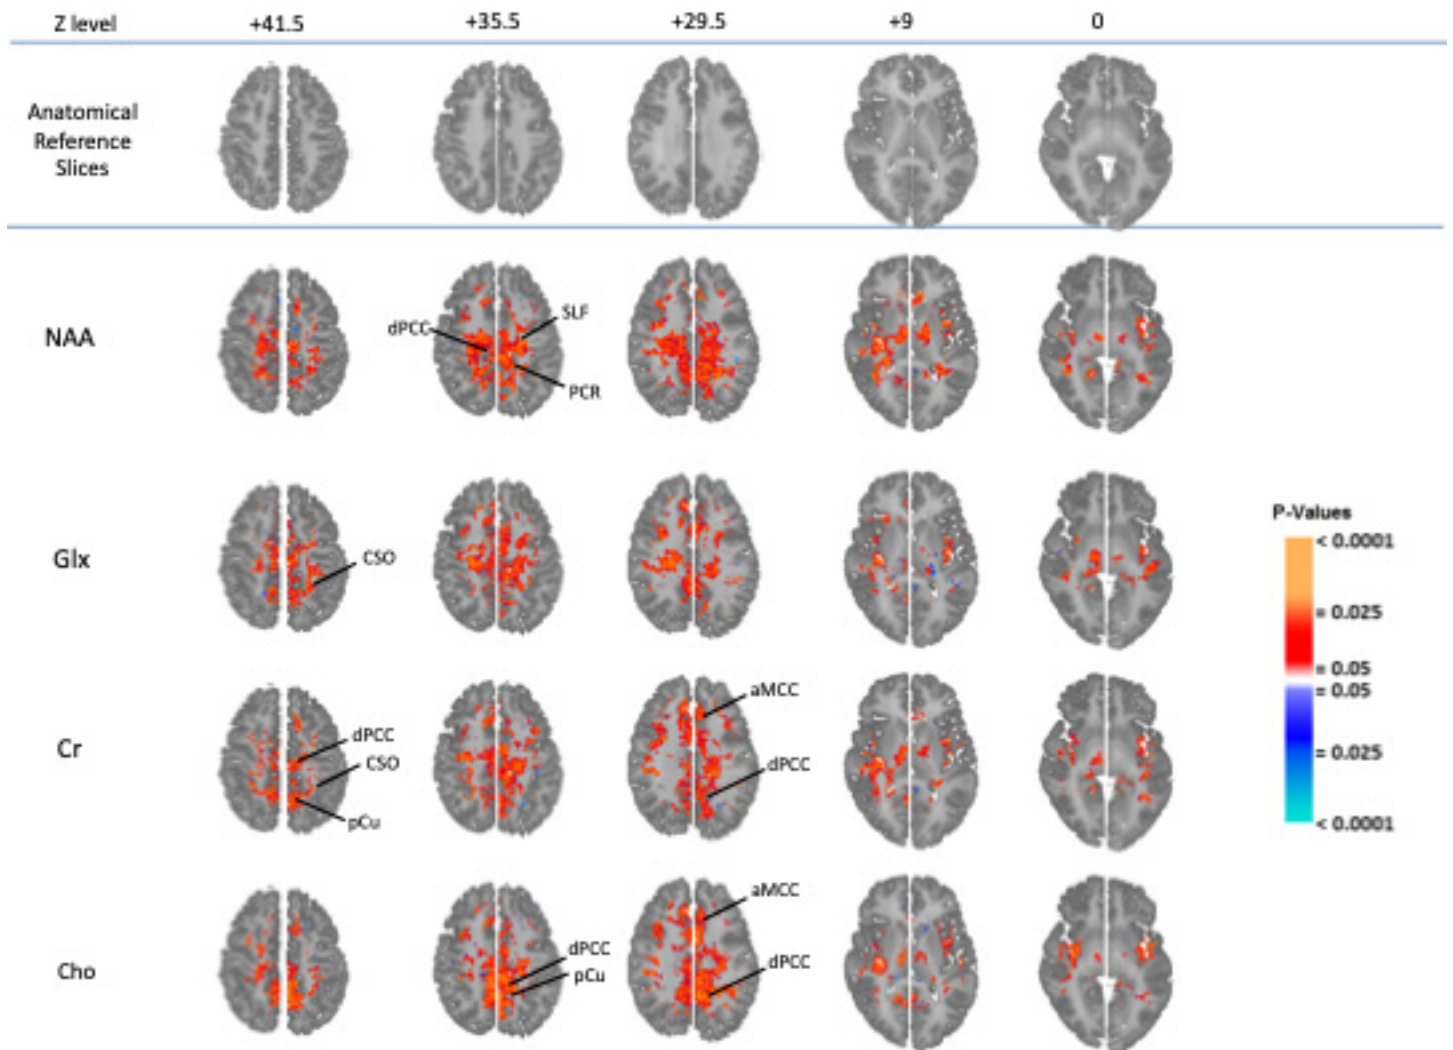 Z level +41.5 +35.5 +29.5 +9 0
Anatomical
Reference
Slices
NAA
dPCC
SLF
PCR
Glx
CSO
P-Values
< 0.0001
= 0.025
= 0.05
= 0.05
= 0.025
< 0.0001
Cr
dPCC
CSO
pCu
aMCC
dPCC
Cho
dPCC
pCu
aMCC
dPCC